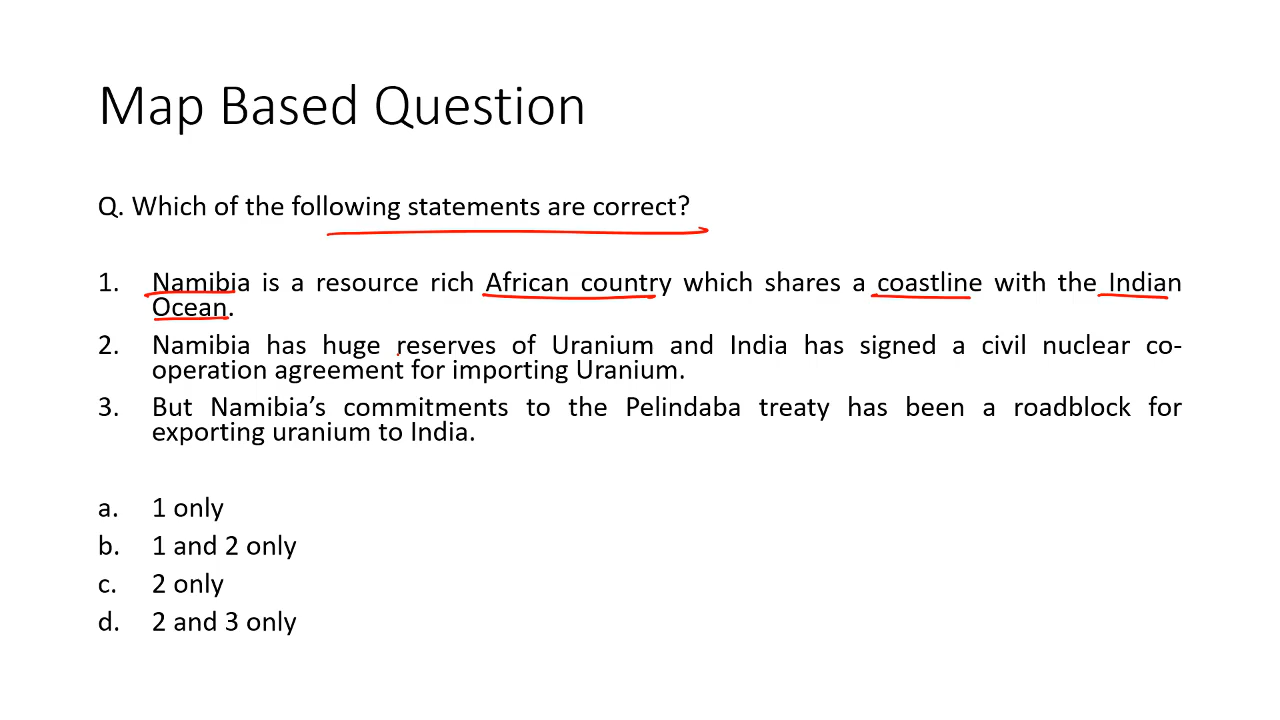 Map Based Question
Q. Which of the following statements are correct?
1. Namibia is a resource rich African country which shares a coastline with the Indian
Ocean.
2. Namibia has huge reserves of Uranium and India has signed a civil nuclear co-
operation agreement for importing Uranium.
3. But Namibia’s commitments to the Pelindaba treaty has been a roadblock for
exporting uranium to India.
a. 1 only
b. 1 and 2 only
c. 2 only
d. 2 and 3 only